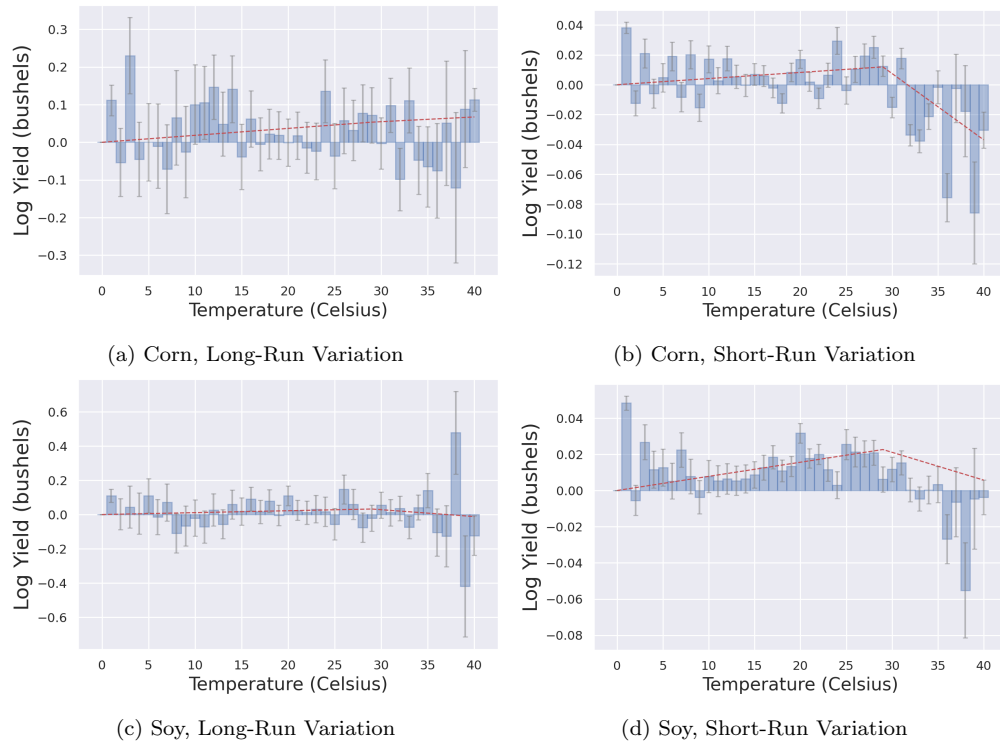 0.3
0.2
0.1
0.0
−0.1
−0.2
−0.3
Log Yield (bushels)
0 5 10 15 20 25 30 35 40
Temperature (Celsius)
(a) Corn, Long-Run Variation
0.04
0.02
0.00
−0.02
−0.04
−0.06
−0.08
−0.10
−0.12
Log Yield (bushels)
0 5 10 15 20 25 30 35 40
Temperature (Celsius)
(b) Corn, Short-Run Variation
0.6
0.4
0.2
0.0
−0.2
−0.4
−0.6
Log Yield (bushels)
0 5 10 15 20 25 30 35 40
Temperature (Celsius)
(c) Soy, Long-Run Variation
0.04
0.02
0.00
−0.02
−0.04
−0.06
−0.08
Log Yield (bushels)
0 5 10 15 20 25 30 35 40
Temperature (Celsius)
(d) Soy, Short-Run Variation